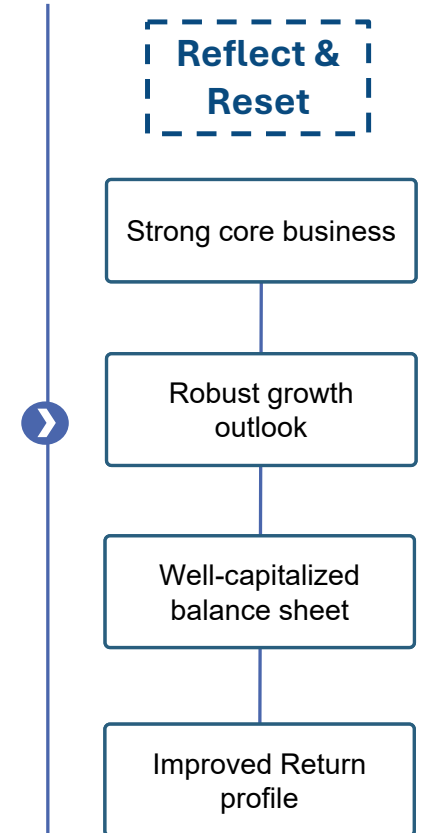 Reflect &
Reset
Strong core business
Robust growth
outlook
Well-capitalized
balance sheet
Improved Return
profile